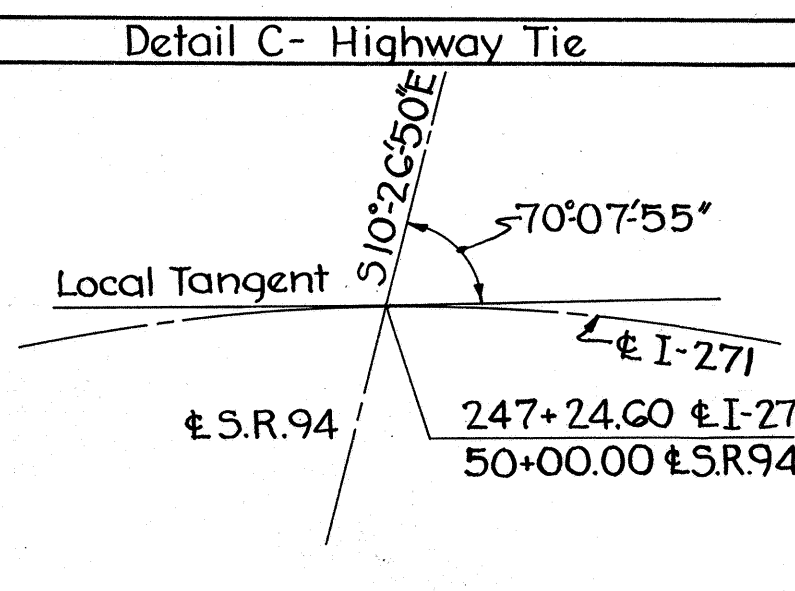 Detail C- Highway Tie
S 10°-26'-50"E
70°-07'-55"
Local Tangent
℄ I-271
℄ S.R.94
247+24.60 ℄ I-27
50+00.00 ℄ S.R.94